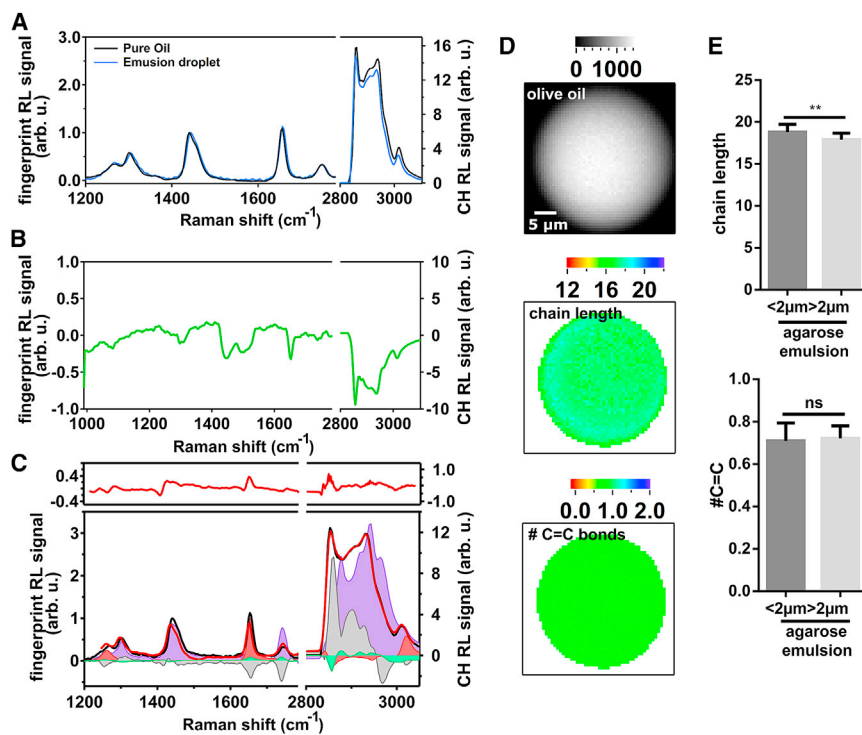 A
3.0
2.0
1.0
0.0
fingerprint RL signal
(arb. u.)
Pure Oil
Emusion droplet
16
12
8
4
0
CH RL signal (arb. u.)
1200 1400 1600 2800 3000
Raman shift (cm-1)
B
1.0
0.5
0.0
-0.5
-1.0
fingerprint RL signal
(arb. u.)
10
5
0
-5
-10
CH RL signal (arb. u.)
1000 1200 1400 1600 2800 3000
Raman shift (cm-1)
C
0.4
-0.4
1.0
-1.0
3
2
1
0
fingerprint RL signal
(arb. u.)
12
8
4
0
CH RL signal (arb. u.)
1200 1400 1600 2800 3000
Raman shift (cm-1)
D
0 1000
olive oil
5 µm
12 16 20
chain length
0.0 1.0 2.0
# C=C bonds
E
25
20
15
10
5
0
chain length
**
<2µm>2µm
agarose
emulsion
1.0
0.8
0.6
0.4
0.2
0.0
#C=C
ns
<2µm>2µm
agarose
emulsion